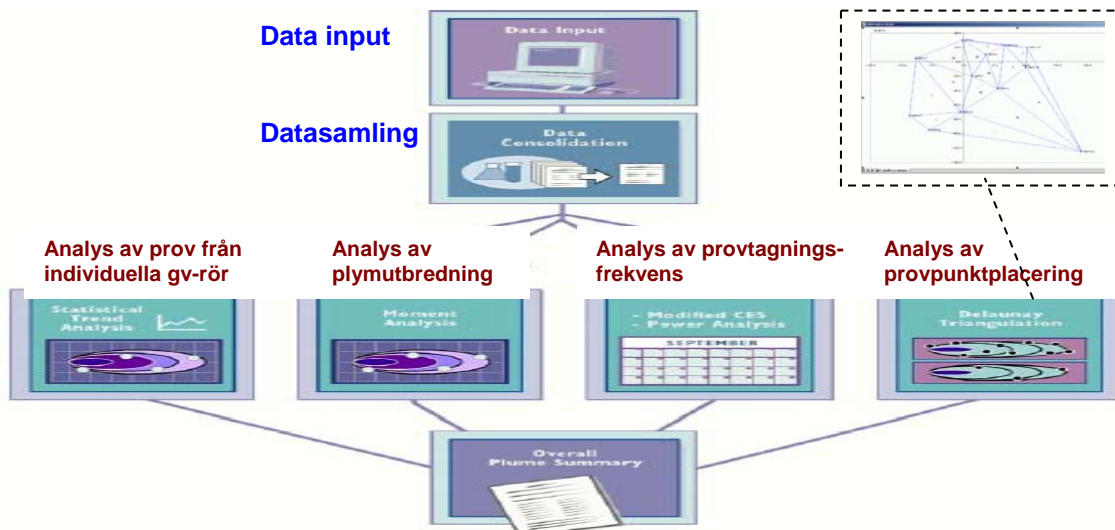 Data input
Data Input
Datasamling
Data
Consolidation
Analys av prov från
individuella gv-rör
Analys av
plymutbredning
Analys av provtagnings-
frekvens
Analys av
provpunktplacering
Statistical
Trend
Analysis
Moment
Analysis
- Modified CES
- Power Analysis
SEPTEMBER
Delaunay
Triangulation
Overall
Plume Summary